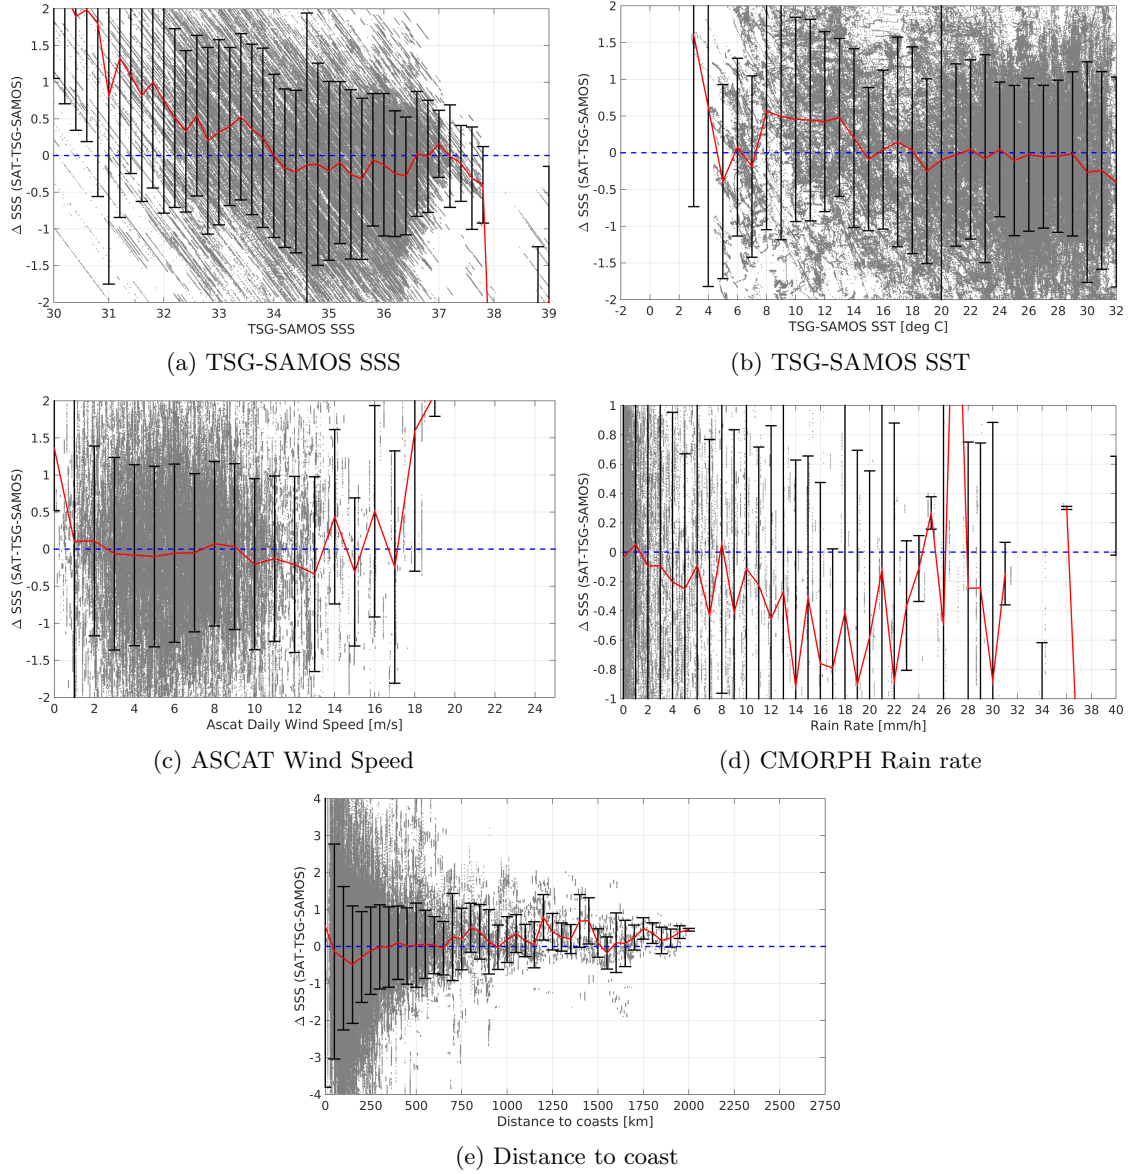 2
1.5
1
0.5
0
-0.5
-1
-1.5
-2
Δ SSS (SAT-TSG-SAMOS)
30 31 32 33 34 35 36 37 38 39
TSG-SAMOS SSS
(a) TSG-SAMOS SSS
2
1.5
1
0.5
0
-0.5
-1
-1.5
-2
Δ SSS (SAT-TSG-SAMOS)
-2 0 2 4 6 8 10 12 14 16 18 20 22 24 26 28 30 32
TSG-SAMOS SST [deg C]
(b) TSG-SAMOS SST
2
1.5
1
0.5
0
-0.5
-1
-1.5
-2
Δ SSS (SAT-TSG-SAMOS)
0 2 4 6 8 10 12 14 16 18 20 22 24
Ascat Daily Wind Speed [m/s]
(c) ASCAT Wind Speed
1
0.8
0.6
0.4
0.2
0
-0.2
-0.4
-0.6
-0.8
-1
Δ SSS (SAT-TSG-SAMOS)
0 2 4 6 8 10 12 14 16 18 20 22 24 26 28 30 32 34 36 38 40
Rain Rate [mm/h]
(d) CMORPH Rain rate
4
3
2
1
0
-1
-2
-3
-4
Δ SSS (SAT-TSG-SAMOS)
0 250 500 750 1000 1250 1500 1750 2000 2250 2500 2750
Distance to coasts [km]
(e) Distance to coast